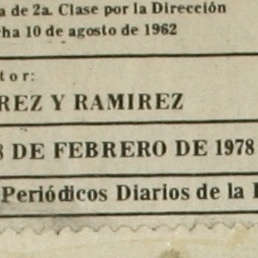 a de 2a. Clase por la Dirección
ha 10 de agosto de 1962
tor:
REZ Y RAMIREZ
8 DE FEBRERO DE 1978
Periódicos Diarios de la